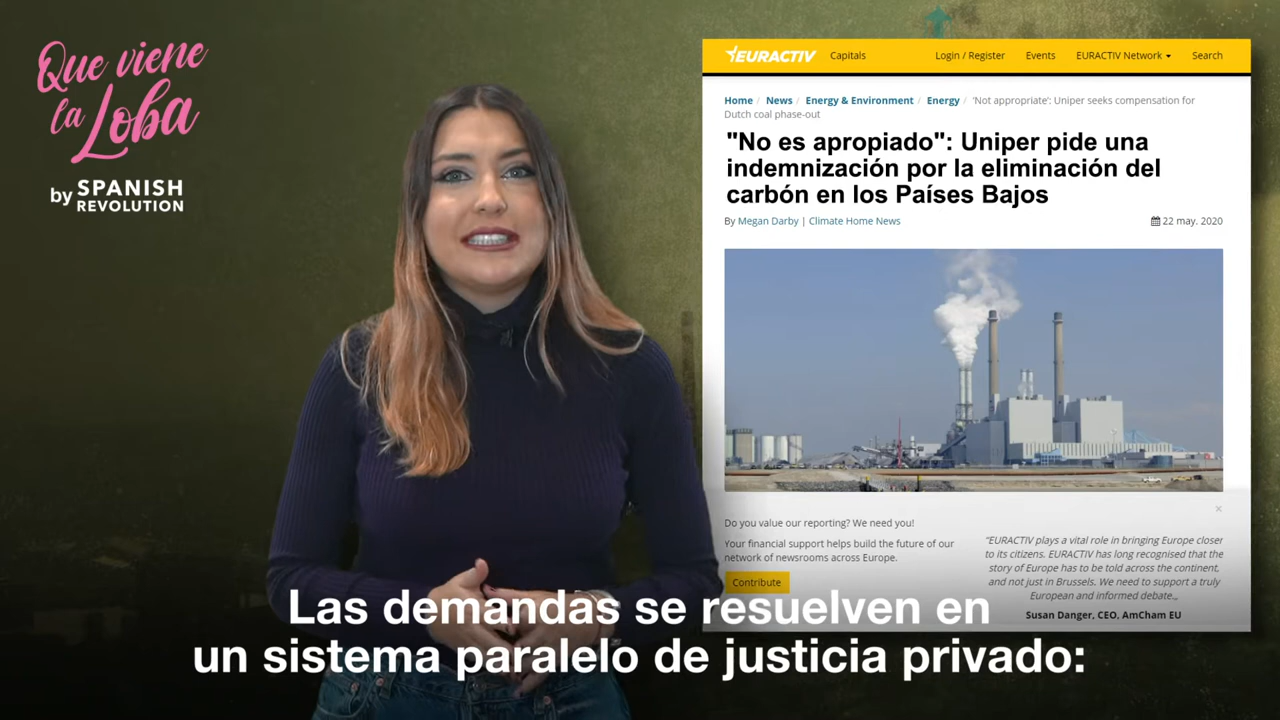 Que viene
la Loba
by SPANISH
REVOLUTION
EURACTIV Capitals Login / Register Events EURACTIV Network Search
Home / News / Energy & Environment / Energy / 'Not appropriate': Uniper seeks compensation for
Dutch coal phase-out
"No es apropiado": Uniper pide una
indemnización por la eliminación del
carbón en los Países Bajos
By Megan Darby | Climate Home News 22 may. 2020
Do you value our reporting? We need you!
Your financial support helps build the future of our
network of newsrooms across Europe.
Contribute
"EURACTIV plays a vital role in bringing Europe closer
to its citizens. EURACTIV has long recognised that the
story of Europe has to be told across the continent,
and not just in Brussels. We need to support a truly
European and informed debate.„
Susan Danger, CEO, AmCham EU
Las demandas se resuelven en
un sistema paralelo de justicia privado: